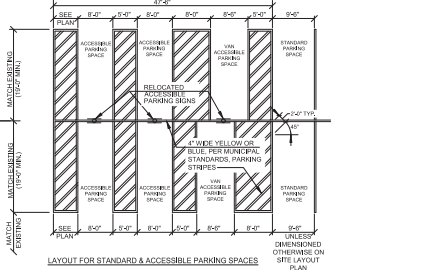 47'-6"
SEE
PLAN
8'-0"
5'-0"
8'-0"
8'-0"
8'-6"
5'-0"
9'-6"
ACCESSIBLE
PARKING
SPACE
ACCESSIBLE
PARKING
SPACE
VAN
ACCESSIBLE
PARKING
SPACE
STANDARD
PARKING
SPACE
MATCH EXISTING
(19'-0" MIN.)
RELOCATED
ACCESSIBLE
PARKING SIGNS
2'-0" TYP.
45°
4" WIDE YELLOW OR
BLUE, PER MUNICIPAL
STANDARDS, PARKING
STRIPES
MATCH EXISTING
(19'-0" MIN.)
ACCESSIBLE
PARKING
SPACE
ACCESSIBLE
PARKING
SPACE
VAN
ACCESSIBLE
PARKING
SPACE
STANDARD
PARKING
SPACE
MATCH
EXISTING
SEE
PLAN
8'-0"
5'-0"
8'-0"
5'-0"
8'-6"
8'-0"
9'-6"
UNLESS
DIMENSIONED
OTHERWISE ON
SITE LAYOUT
PLAN
LAYOUT FOR STANDARD & ACCESSIBLE PARKING SPACES